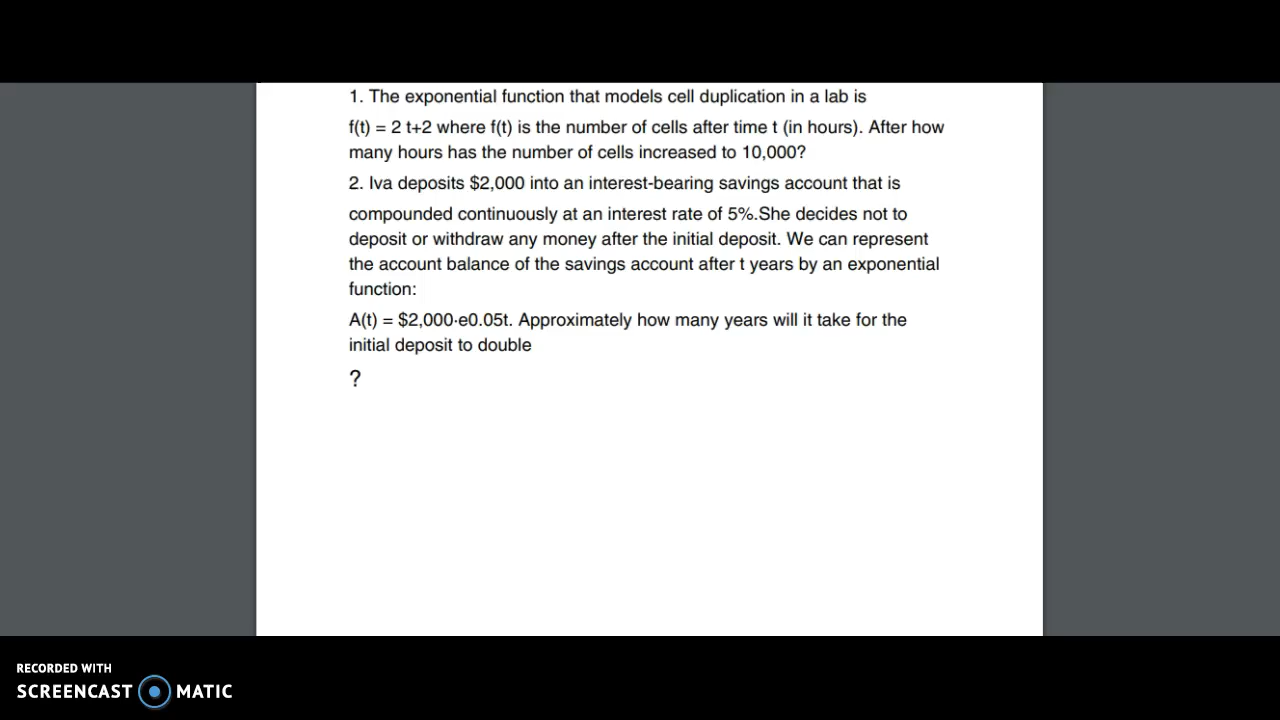 1. The exponential function that models cell duplication in a lab is
f(t) = 2 t+2 where f(t) is the number of cells after time t (in hours). After how
many hours has the number of cells increased to 10,000?
2. Iva deposits $2,000 into an interest-bearing savings account that is
compounded continuously at an interest rate of 5%.She decides not to
deposit or withdraw any money after the initial deposit. We can represent
the account balance of the savings account after t years by an exponential
function:
A(t) = $2,000·e0.05t. Approximately how many years will it take for the
initial deposit to double
?
RECORDED WITH
SCREENCAST MATIC